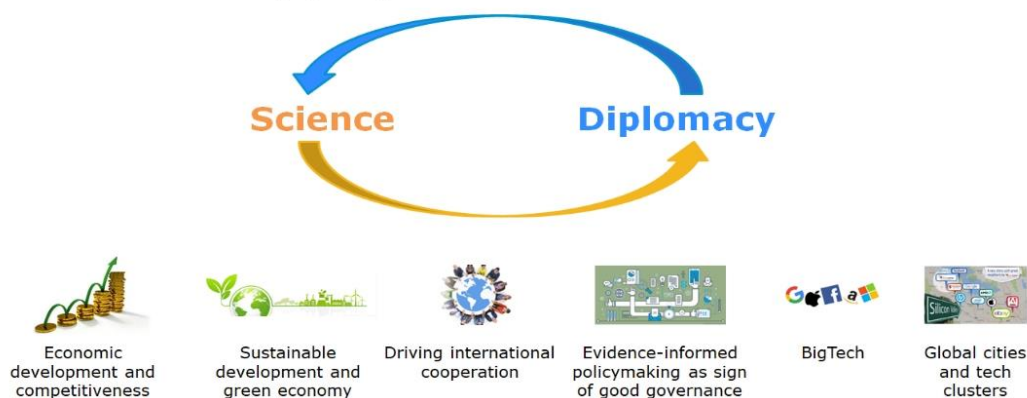 Science
Diplomacy
Economic
development and
competitiveness
Sustainable
development and
green economy
Driving international
cooperation
Evidence-informed
policymaking as sign
of good governance
BigTech
Global cities
and tech
clusters
Silicon